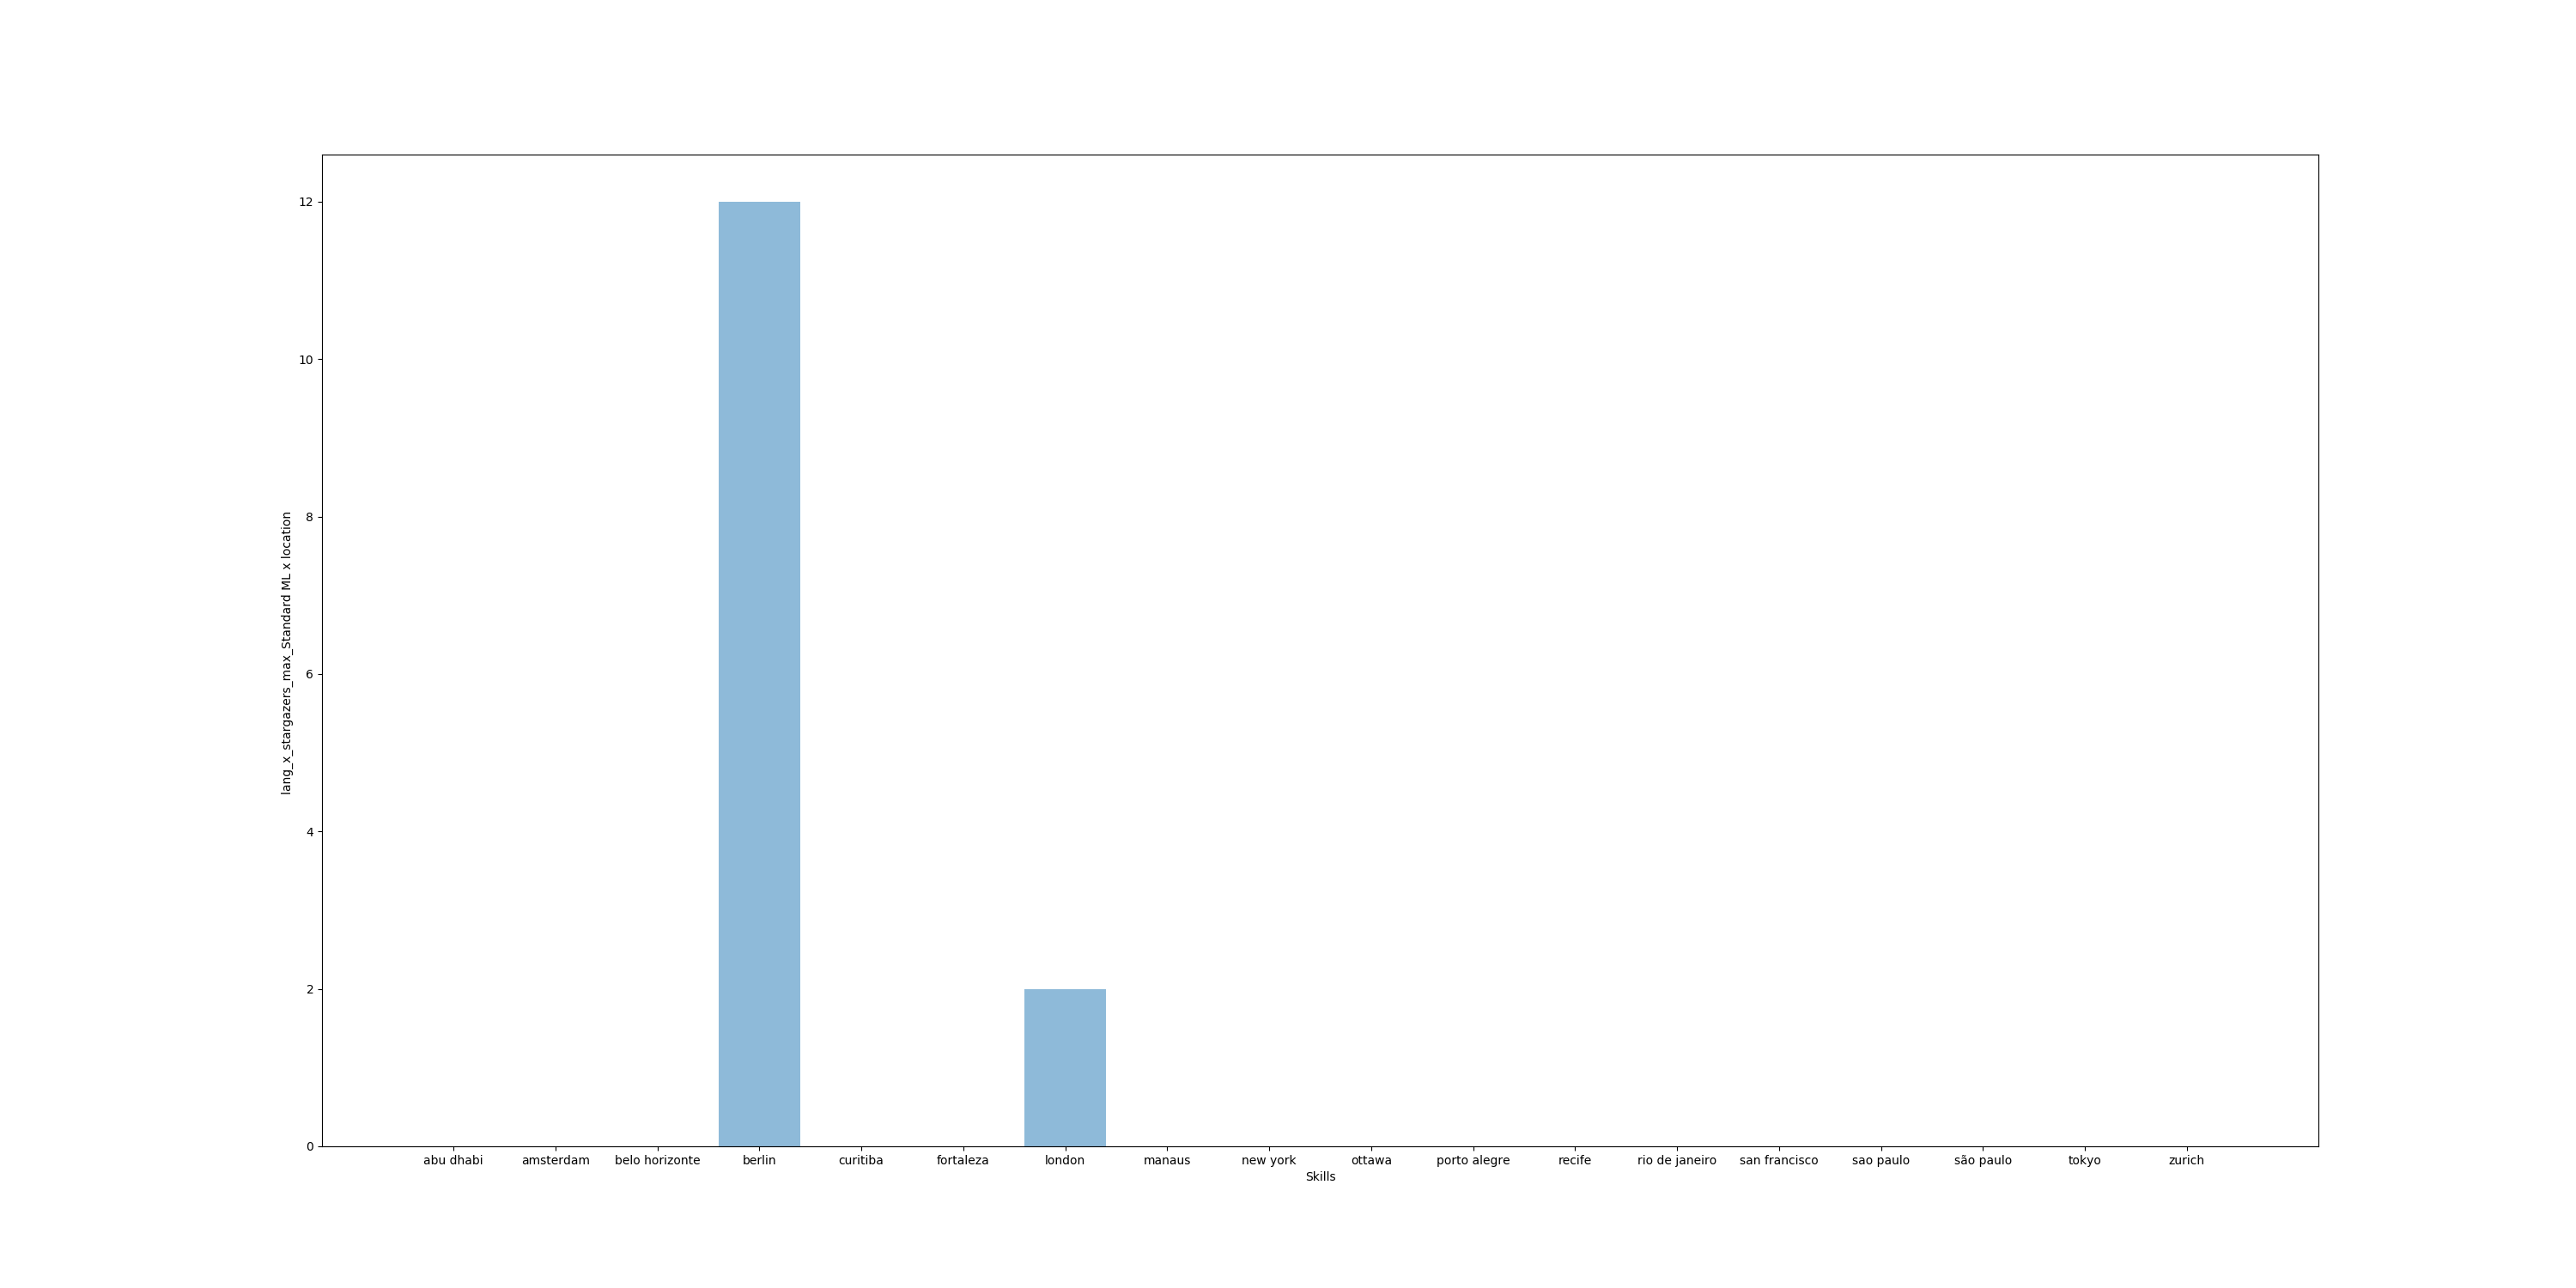 12
10
8
6
4
2
0
lang_x_stargazers_max_Standard ML x location
abu dhabi amsterdam belo horizonte berlin curitiba fortaleza london manaus new york ottawa porto alegre recife rio de janeiro san francisco sao paulo são paulo tokyo zurich
Skills